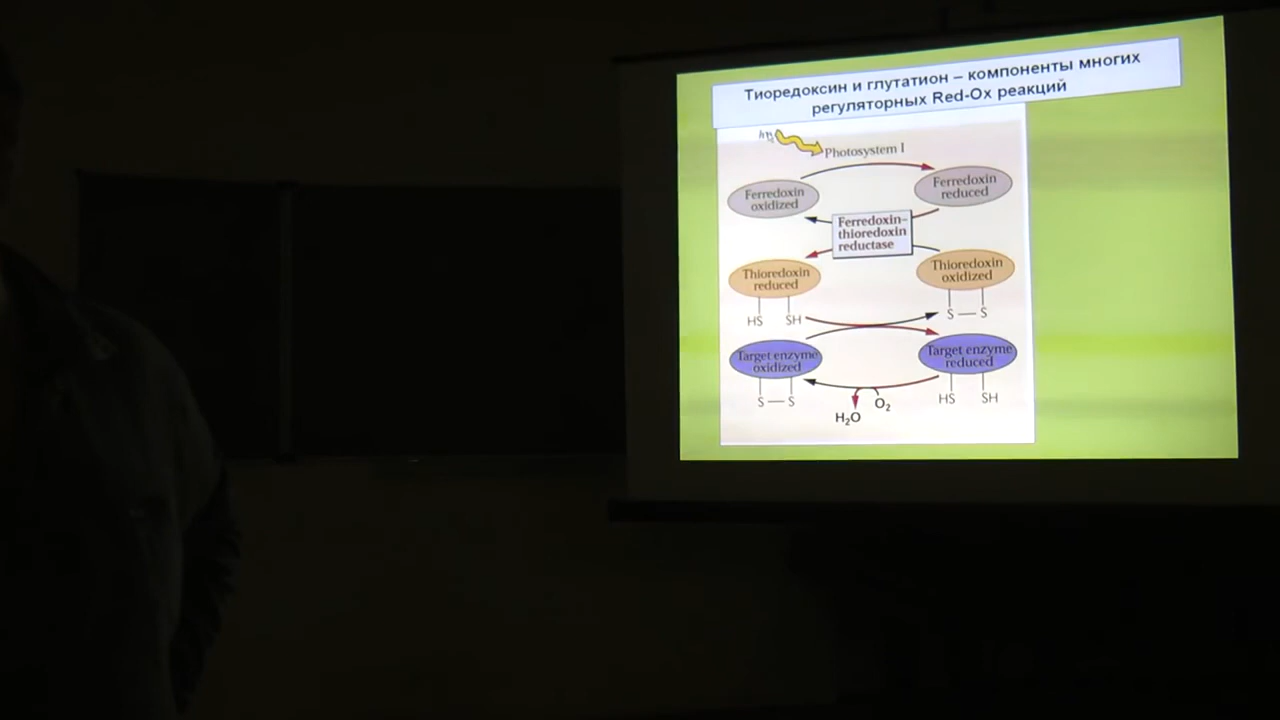 Тиоредоксин и глутатион – компоненты многих
регуляторных Red-Ox реакций
hν
Photosystem I
Ferredoxin
oxidized
Ferredoxin
reduced
Ferredoxin–
thioredoxin
reductase
Thioredoxin
reduced
Thioredoxin
oxidized
HS SH
S — S
Target enzyme
oxidized
Target enzyme
reduced
S — S
HS SH
H₂O
O₂